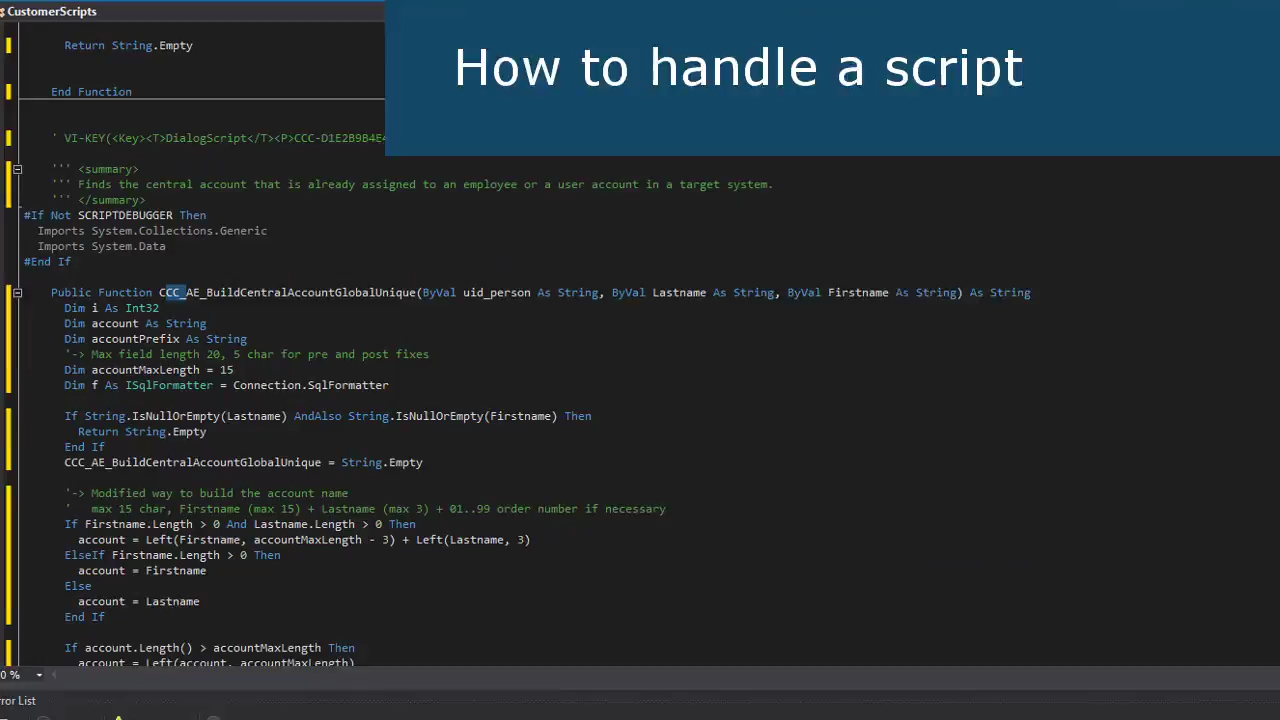 CustomerScripts
How to handle a script
Return String.Empty
End Function
' VI-KEY(<Key><T>DialogScript</T><P>CCC-D1E2B9B4E4
''' <summary>
''' Finds the central account that is already assigned to an employee or a user account in a target system.
''' </summary>
#If Not SCRIPTDEBUGGER Then
Imports System.Collections.Generic
Imports System.Data
#End If
Public Function CCC_AE_BuildCentralAccountGlobalUnique(ByVal uid_person As String, ByVal Lastname As String, ByVal Firstname As String) As String
Dim i As Int32
Dim account As String
Dim accountPrefix As String
'-> Max field length 20, 5 char for pre and post fixes
Dim accountMaxLength = 15
Dim f As ISqlFormatter = Connection.SqlFormatter
If String.IsNullOrEmpty(Lastname) AndAlso String.IsNullOrEmpty(Firstname) Then
Return String.Empty
End If
CCC_AE_BuildCentralAccountGlobalUnique = String.Empty
'-> Modified way to build the account name
'   max 15 char, Firstname (max 15) + Lastname (max 3) + 01..99 order number if necessary
If Firstname.Length > 0 And Lastname.Length > 0 Then
account = Left(Firstname, accountMaxLength - 3) + Left(Lastname, 3)
ElseIf Firstname.Length > 0 Then
account = Firstname
Else
account = Lastname
End If
If account.Length() > accountMaxLength Then
account = Left(account, accountMaxLength)
0 %
rror List